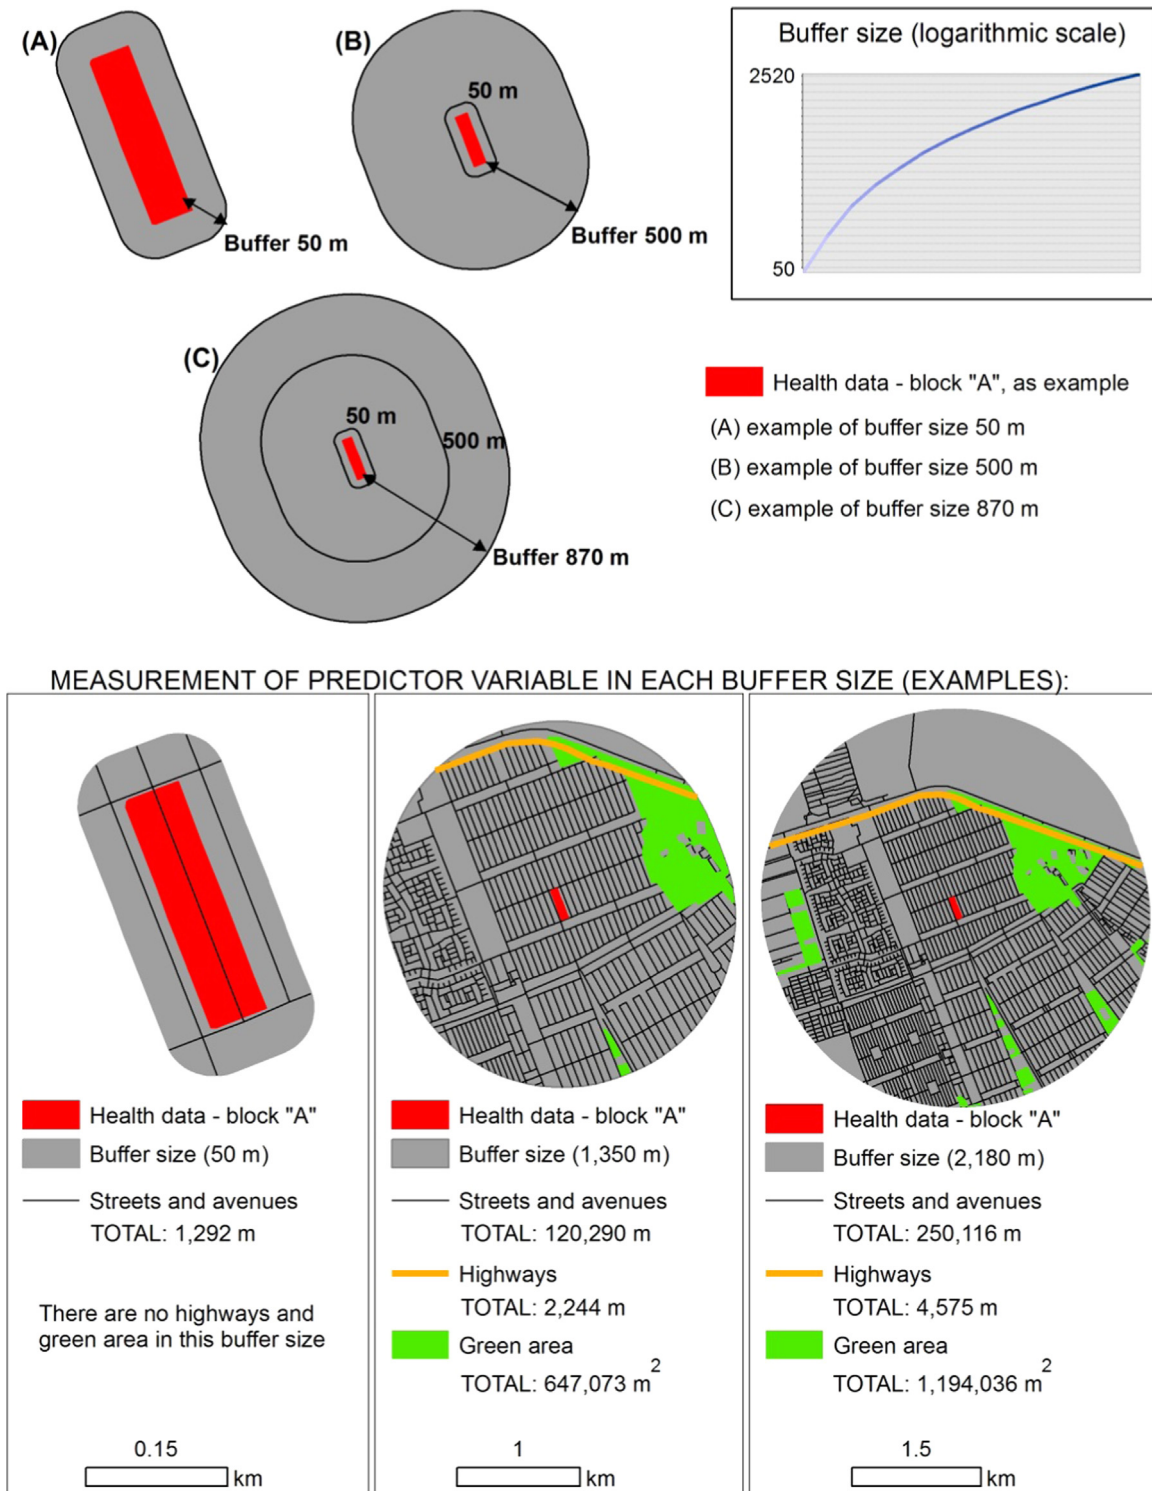 (A)
Buffer 50 m
(B)
50 m
Buffer 500 m
Buffer size (logarithmic scale)
2520
50
(C)
50 m
500 m
Buffer 870 m
Health data - block "A", as example
(A) example of buffer size 50 m
(B) example of buffer size 500 m
(C) example of buffer size 870 m
MEASUREMENT OF PREDICTOR VARIABLE IN EACH BUFFER SIZE (EXAMPLES):
Health data - block "A"
Buffer size (50 m)
Streets and avenues
TOTAL: 1,292 m
There are no highways and
green area in this buffer size
0.15
km
Health data - block "A"
Buffer size (1,350 m)
Streets and avenues
TOTAL: 120,290 m
Highways
TOTAL: 2,244 m
Green area
TOTAL: 647,073 m²
1
km
Health data - block "A"
Buffer size (2,180 m)
Streets and avenues
TOTAL: 250,116 m
Highways
TOTAL: 4,575 m
Green area
TOTAL: 1,194,036 m²
1.5
km